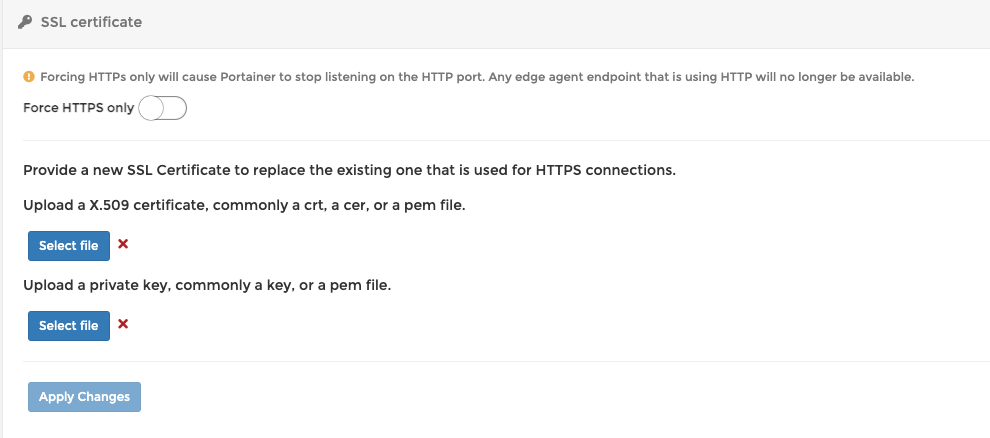 SSL certificate
Forcing HTTPs only will cause Portainer to stop listening on the HTTP port. Any edge agent endpoint that is using HTTP will no longer be available.
Force HTTPS only
Provide a new SSL Certificate to replace the existing one that is used for HTTPS connections.
Upload a X.509 certificate, commonly a crt, a cer, or a pem file.
Select file
Upload a private key, commonly a key, or a pem file.
Select file
Apply Changes